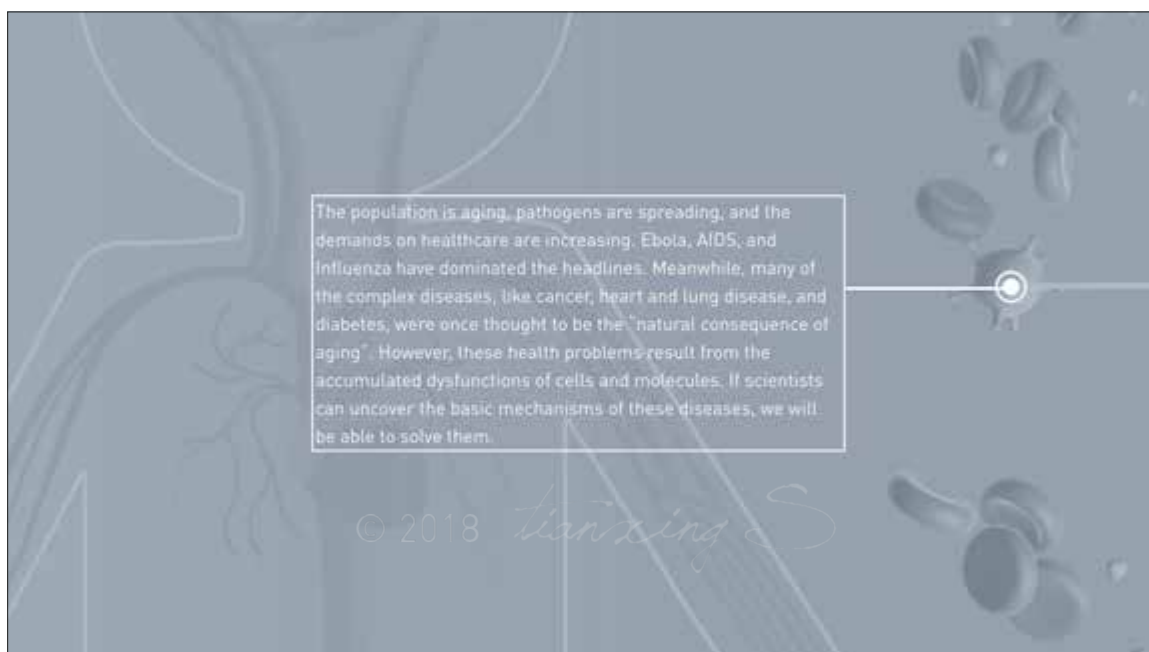 The population is aging, pathogens are spreading, and the
demands on healthcare are increasing. Ebola, AIDS, and
Influenza have dominated the headlines. Meanwhile, many of
the complex diseases, like cancer, heart and lung disease, and
diabetes, were once thought to be the "natural consequence of
aging". However, these health problems result from the
accumulated dysfunctions of cells and molecules. If scientists
can uncover the basic mechanisms of these diseases, we will
be able to solve them.
© 2018 tianxing S